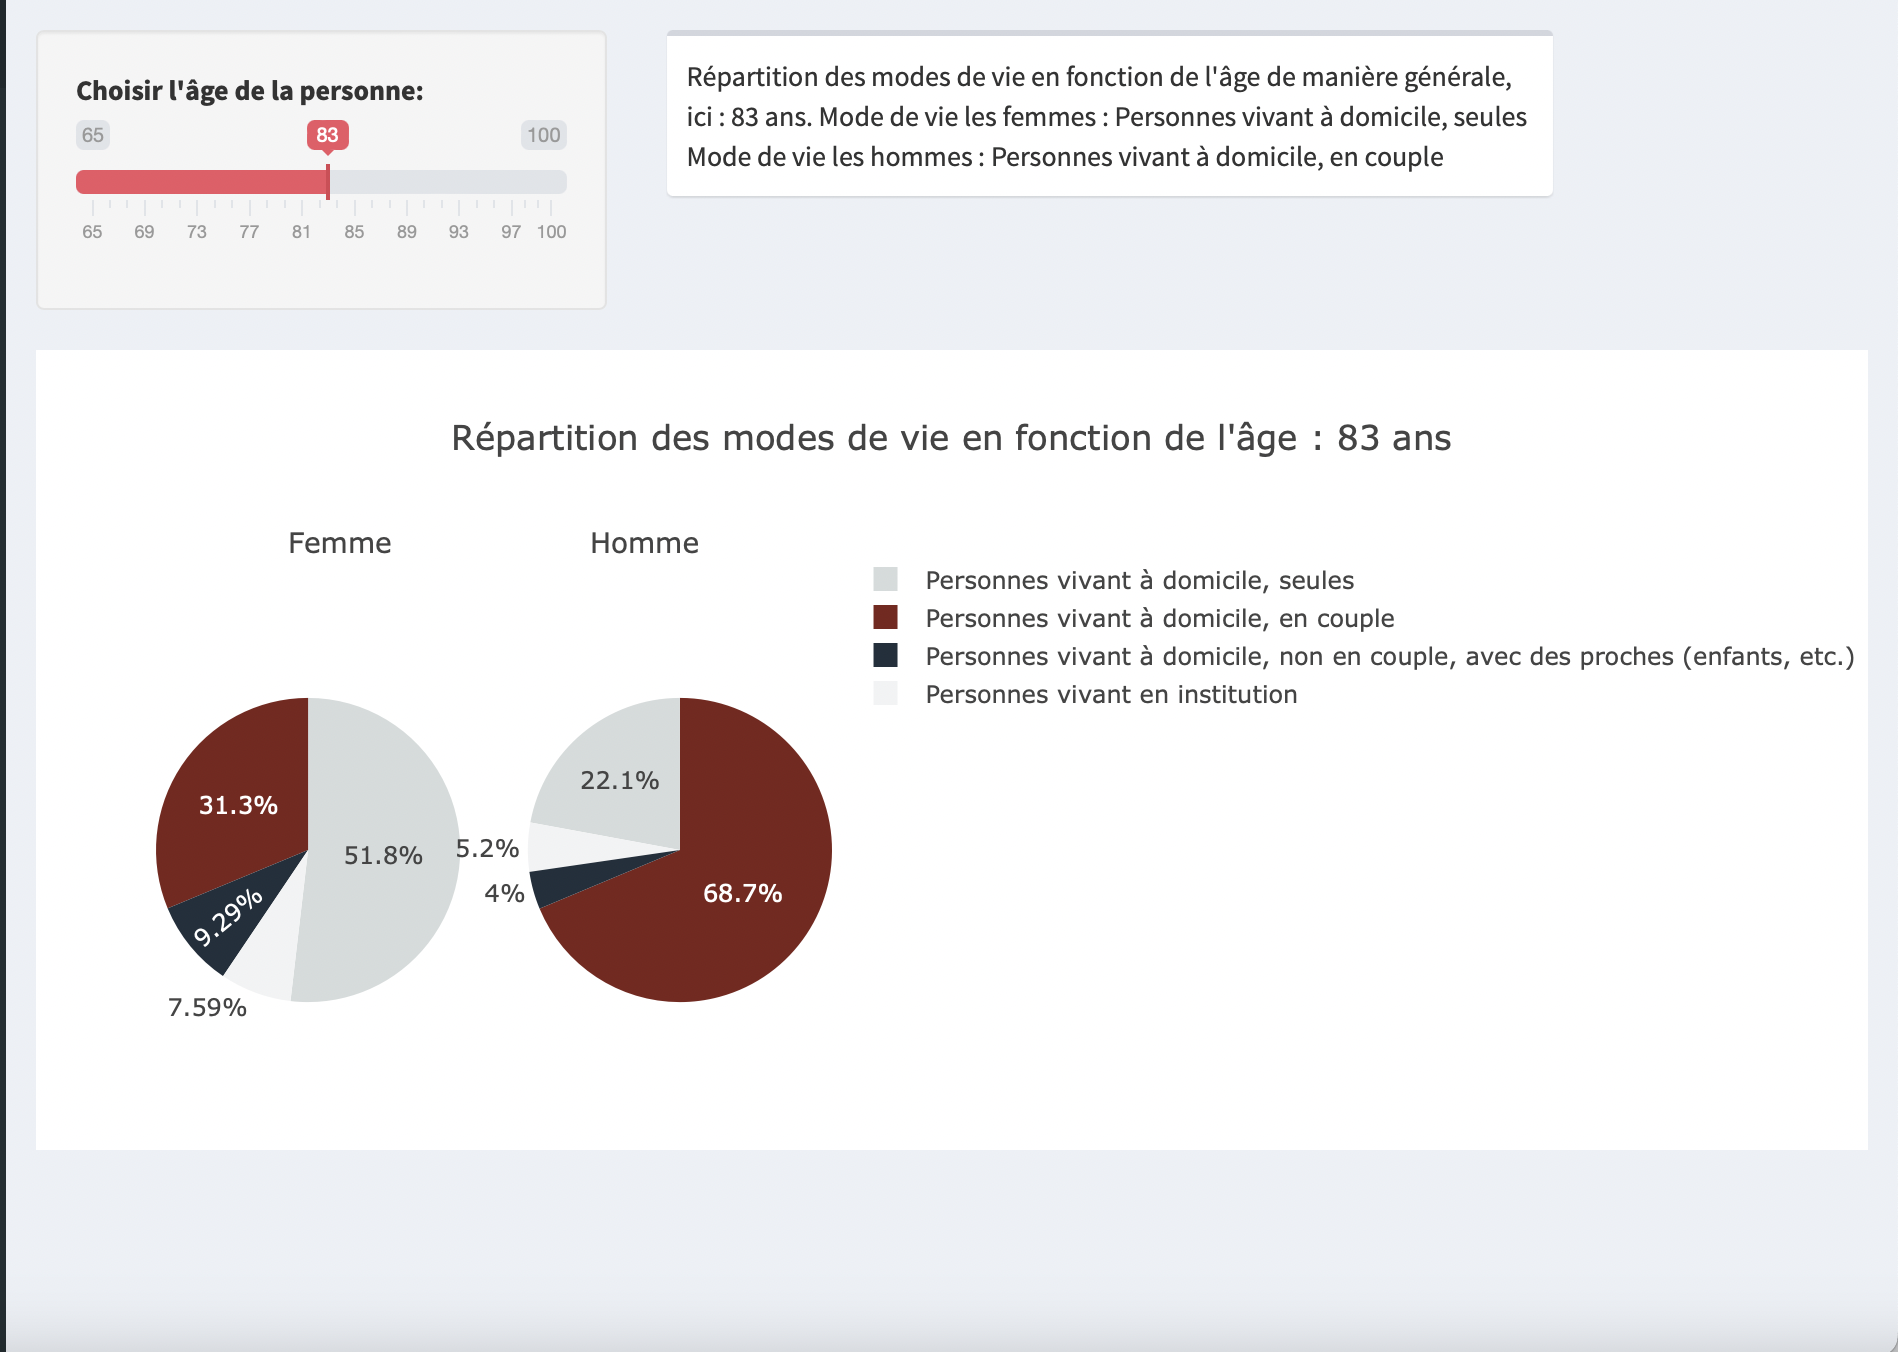 Choisir l'âge de la personne:
65 83 100
65 69 73 77 81 85 89 93 97 100
Répartition des modes de vie en fonction de l'âge de manière générale,
ici : 83 ans. Mode de vie les femmes : Personnes vivant à domicile, seules
Mode de vie les hommes : Personnes vivant à domicile, en couple
Répartition des modes de vie en fonction de l'âge : 83 ans
Femme
Homme
Personnes vivant à domicile, seules
Personnes vivant à domicile, en couple
Personnes vivant à domicile, non en couple, avec des proches (enfants, etc.)
Personnes vivant en institution
31.3%
51.8%
9.29%
7.59%
22.1%
5.2%
4%
68.7%